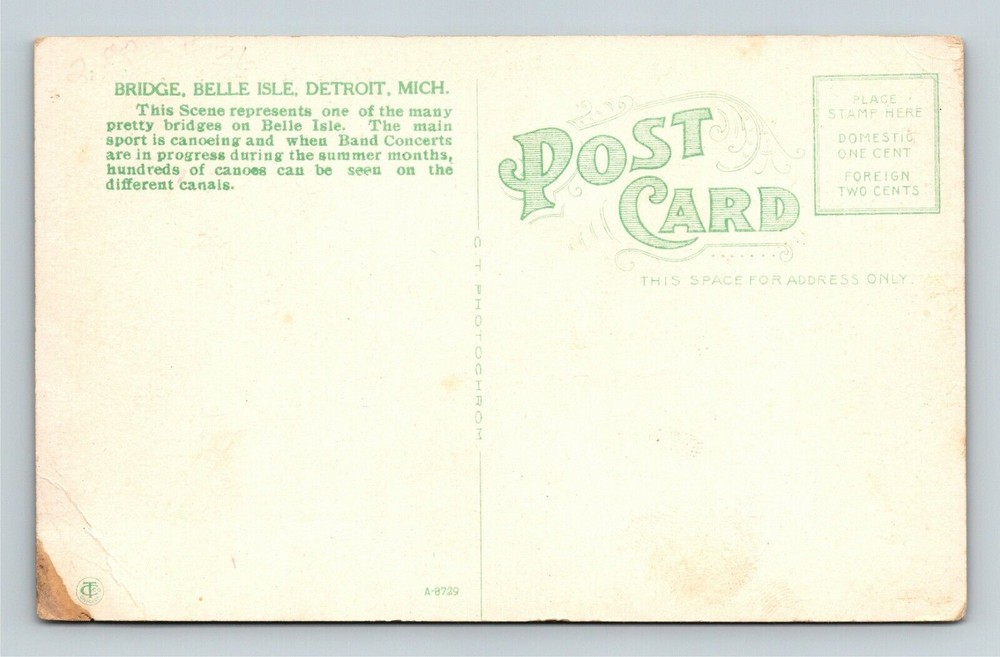 BRIDGE, BELLE ISLE, DETROIT, MICH.
This Scene represents one of the many
pretty bridges on Belle Isle. The main
sport is canoeing and when Band Concerts
are in progress during the summer months,
hundreds of canoes can be seen on the
different canals.
C T PHOTOCHROM
A-8729
POST
CARD
PLACE
STAMP HERE
DOMESTIC
ONE CENT
FOREIGN
TWO CENTS
THIS SPACE FOR ADDRESS ONLY.